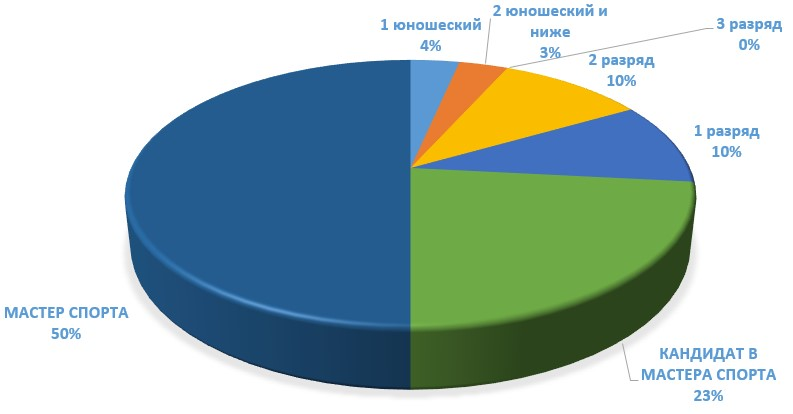 1 юношеский
4%
2 юношеский и
ниже
3%
3 разряд
0%
2 разряд
10%
1 разряд
10%
КАНДИДАТ В
МАСТЕРА СПОРТА
23%
МАСТЕР СПОРТА
50%